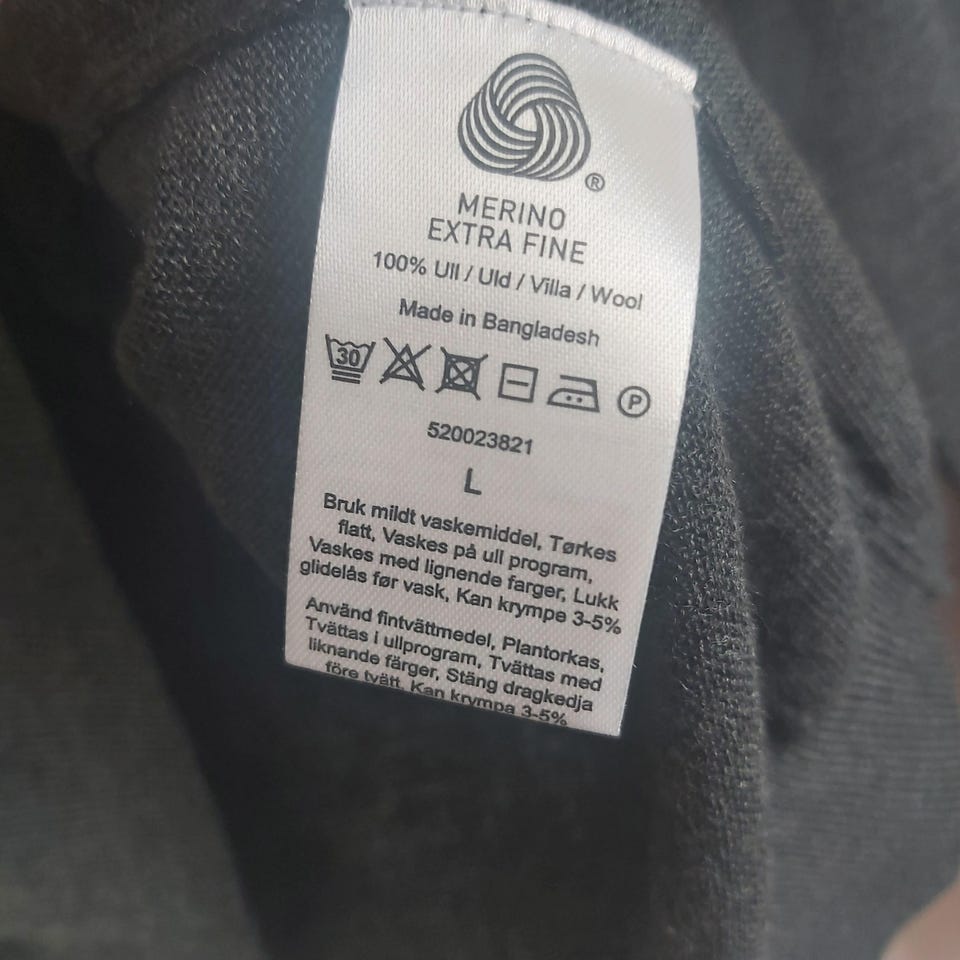 ®
MERINO
EXTRA FINE
100% Ull / Uld / Villa / Wool
Made in Bangladesh
30 P
520023821
L
Bruk mildt vaskemiddel, Tørkes
flatt, Vaskes på ull program,
Vaskes med lignende farger, Lukk
glidelås før vask, Kan krympe 3-5%
Använd fintvättmedel, Plantorkas,
Tvättas i ullprogram, Tvättas med
liknande färger, Stäng dragkedja
före tvätt, Kan krympa 3-5%